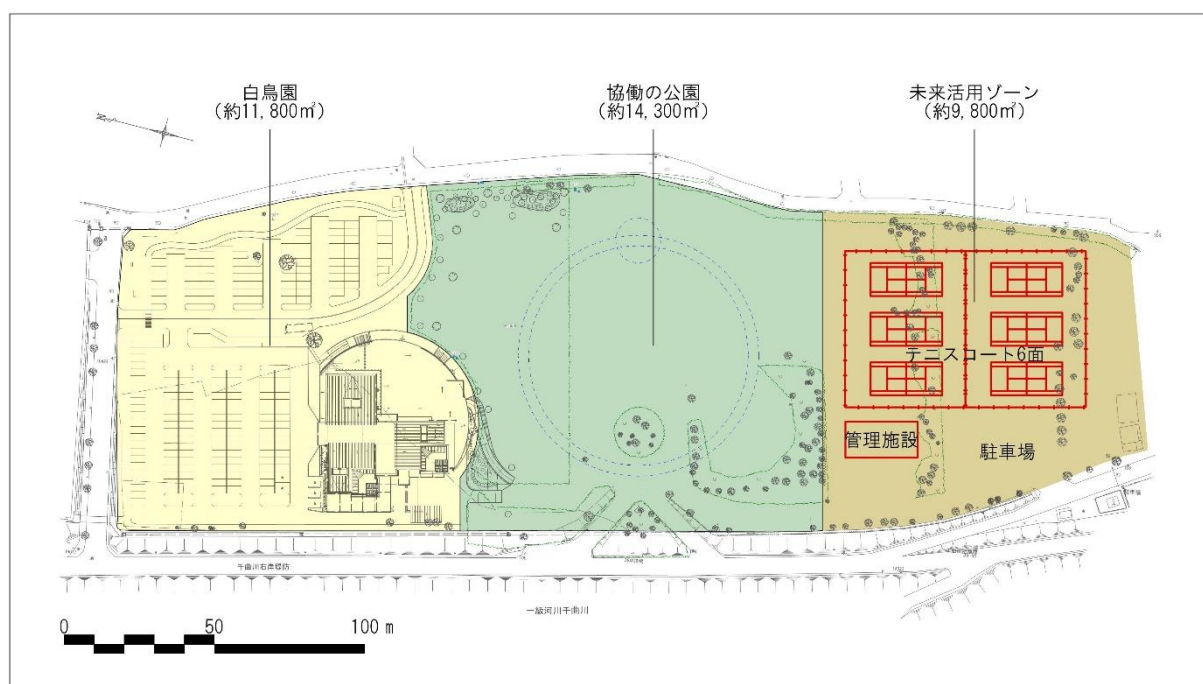 白鳥園
(約11,800㎡)
協働の公園
(約14,300㎡)
未来活用ゾーン
(約9,800㎡)
N
テニスコート6面
管理施設
駐車場
千曲川右岸堤防
一級河川千曲川
0 50 100 m